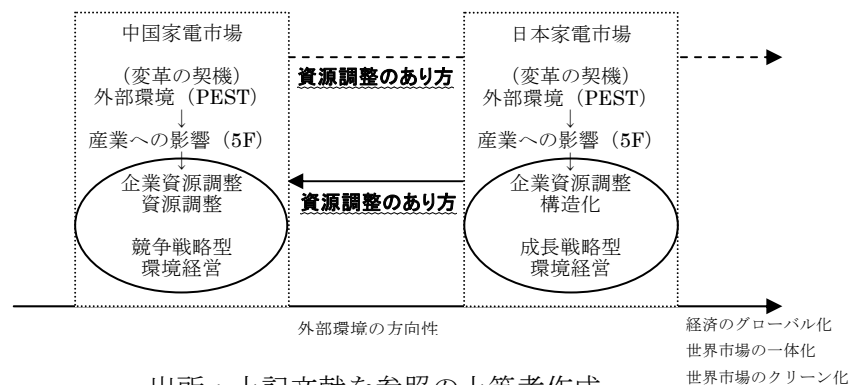 中国家電市場
（変革の契機）
外部環境（PEST）
↓
産業への影響（5F）
↓
企業資源調整
資源調整
競争戦略型
環境経営
資源調整のあり方
資源調整のあり方
日本家電市場
（変革の契機）
外部環境（PEST）
↓
産業への影響（5F）
↓
企業資源調整
構造化
成長戦略型
環境経営
外部環境の方向性
経済のグローバル化
世界市場の一体化
世界市場のクリーン化
出所：上記文献を参照の上筆者作成